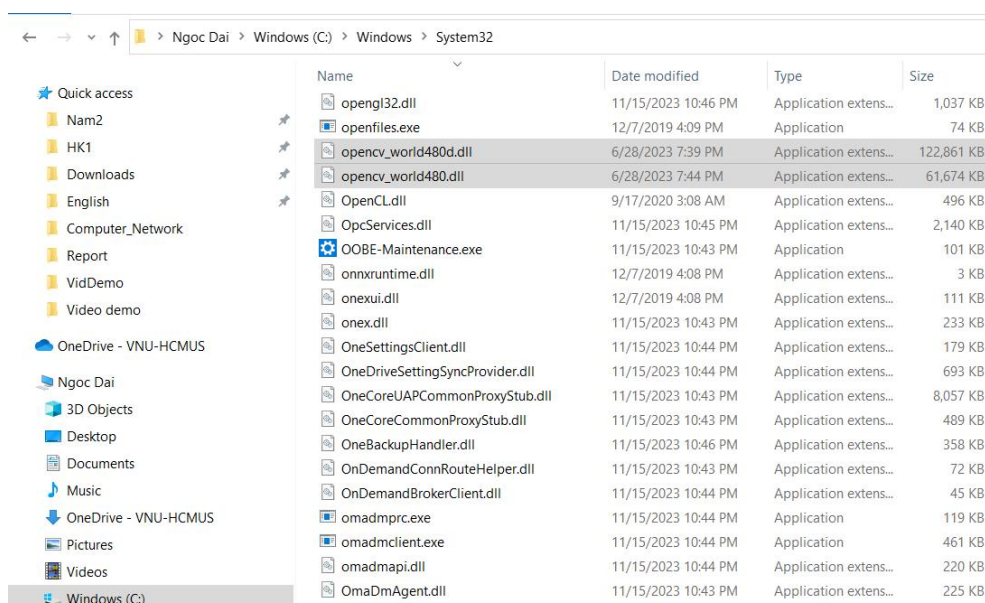 Ngoc Dai > Windows (C:) > Windows > System32
Quick access
Nam2
HK1
Downloads
English
Computer_Network
Report
VidDemo
Video demo
OneDrive - VNU-HCMUS
Ngoc Dai
3D Objects
Desktop
Documents
Music
OneDrive - VNU-HCMUS
Pictures
Videos
Windows (C:)
Name Date modified Type Size
opengl32.dll 11/15/2023 10:46 PM Application extens... 1,037 KB
openfiles.exe 12/7/2019 4:09 PM Application 74 KB
opencv_world480d.dll 6/28/2023 7:39 PM Application extens... 122,861 KB
opencv_world480.dll 6/28/2023 7:44 PM Application extens... 61,674 KB
OpenCL.dll 9/17/2020 3:08 AM Application extens... 496 KB
OpcServices.dll 11/15/2023 10:45 PM Application extens... 2,140 KB
OOBE-Maintenance.exe 11/15/2023 10:43 PM Application 101 KB
onnxruntime.dll 12/7/2019 4:08 PM Application extens... 3 KB
onexui.dll 12/7/2019 4:08 PM Application extens... 111 KB
onex.dll 11/15/2023 10:43 PM Application extens... 233 KB
OneSettingsClient.dll 11/15/2023 10:44 PM Application extens... 179 KB
OneDriveSettingSyncProvider.dll 11/15/2023 10:44 PM Application extens... 693 KB
OneCoreUAPCommonProxyStub.dll 11/15/2023 10:43 PM Application extens... 8,057 KB
OneCoreCommonProxyStub.dll 11/15/2023 10:43 PM Application extens... 489 KB
OneBackupHandler.dll 11/15/2023 10:46 PM Application extens... 358 KB
OnDemandConnRouteHelper.dll 11/15/2023 10:43 PM Application extens... 72 KB
OnDemandBrokerClient.dll 11/15/2023 10:44 PM Application extens... 45 KB
omadmprc.exe 11/15/2023 10:44 PM Application 119 KB
omadmclient.exe 11/15/2023 10:44 PM Application 461 KB
omadmapi.dll 11/15/2023 10:44 PM Application extens... 220 KB
OmaDmAgent.dll 11/15/2023 10:43 PM Application extens... 225 KB